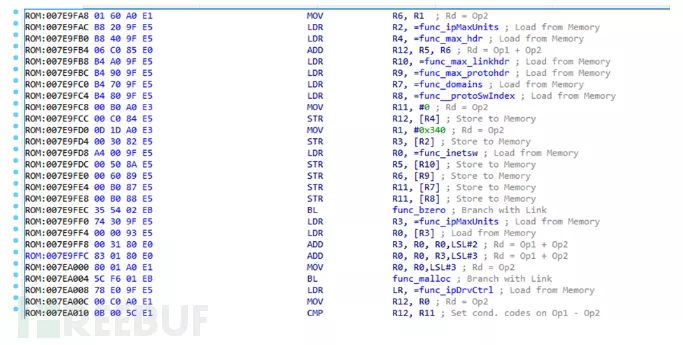 ROM:007E9FA8 01 60 A0 E1 MOV R6, R1 ; Rd = Op2
ROM:007E9FAC B8 20 9F E5 LDR R2, =func_ipMaxUnits ; Load from Memory
ROM:007E9FB0 B8 40 9F E5 LDR R4, =func_max_hdr ; Load from Memory
ROM:007E9FB4 06 C0 85 E0 ADD R12, R5, R6 ; Rd = Op1 + Op2
ROM:007E9FB8 B4 A0 9F E5 LDR R10, =func_max_linkhdr ; Load from Memory
ROM:007E9FBC B4 90 9F E5 LDR R9, =func_max_protohdr ; Load from Memory
ROM:007E9FC0 B4 70 9F E5 LDR R7, =func_domains ; Load from Memory
ROM:007E9FC4 B4 80 9F E5 LDR R8, =func__protoSwIndex ; Load from Memory
ROM:007E9FC8 00 B0 A0 E3 MOV R11, #0 ; Rd = Op2
ROM:007E9FCC 00 C0 84 E5 STR R12, [R4] ; Store to Memory
ROM:007E9FD0 0D 1D A0 E3 MOV R1, #0x340 ; Rd = Op2
ROM:007E9FD4 00 30 82 E5 STR R3, [R2] ; Store to Memory
ROM:007E9FD8 A4 00 9F E5 LDR R0, =func_inetsw ; Load from Memory
ROM:007E9FDC 00 50 8A E5 STR R5, [R10] ; Store to Memory
ROM:007E9FE0 00 60 89 E5 STR R6, [R9] ; Store to Memory
ROM:007E9FE4 00 B0 87 E5 STR R11, [R7] ; Store to Memory
ROM:007E9FE8 00 B0 88 E5 STR R11, [R8] ; Store to Memory
ROM:007E9FEC 35 54 02 EB BL func_bzero ; Branch with Link
ROM:007E9FF0 74 30 9F E5 LDR R3, =func_ipMaxUnits ; Load from Memory
ROM:007E9FF4 00 00 93 E5 LDR R0, [R3] ; Load from Memory
ROM:007E9FF8 00 31 80 E0 ADD R3, R0, R0,LSL#2 ; Rd = Op1 + Op2
ROM:007E9FFC 83 01 80 E0 ADD R0, R0, R3,LSL#3 ; Rd = Op1 + Op2
ROM:007EA000 80 01 A0 E1 MOV R0, R0,LSL#3 ; Rd = Op2
ROM:007EA004 5C F6 01 EB BL func_malloc ; Branch with Link
ROM:007EA008 78 E0 9F E5 LDR LR, =func_ipDrvCtrl ; Load from Memory
ROM:007EA00C 00 C0 A0 E1 MOV R12, R0 ; Rd = Op2
ROM:007EA010 0B 00 5C E1 CMP R12, R11 ; Set cond. codes on Op1 - Op2
FREEBUF